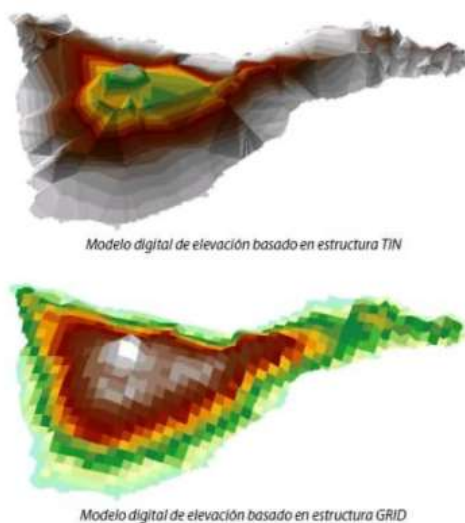 Modelo digital de elevación basado en estructura TIN
Modelo digital de elevación basado en estructura GRID